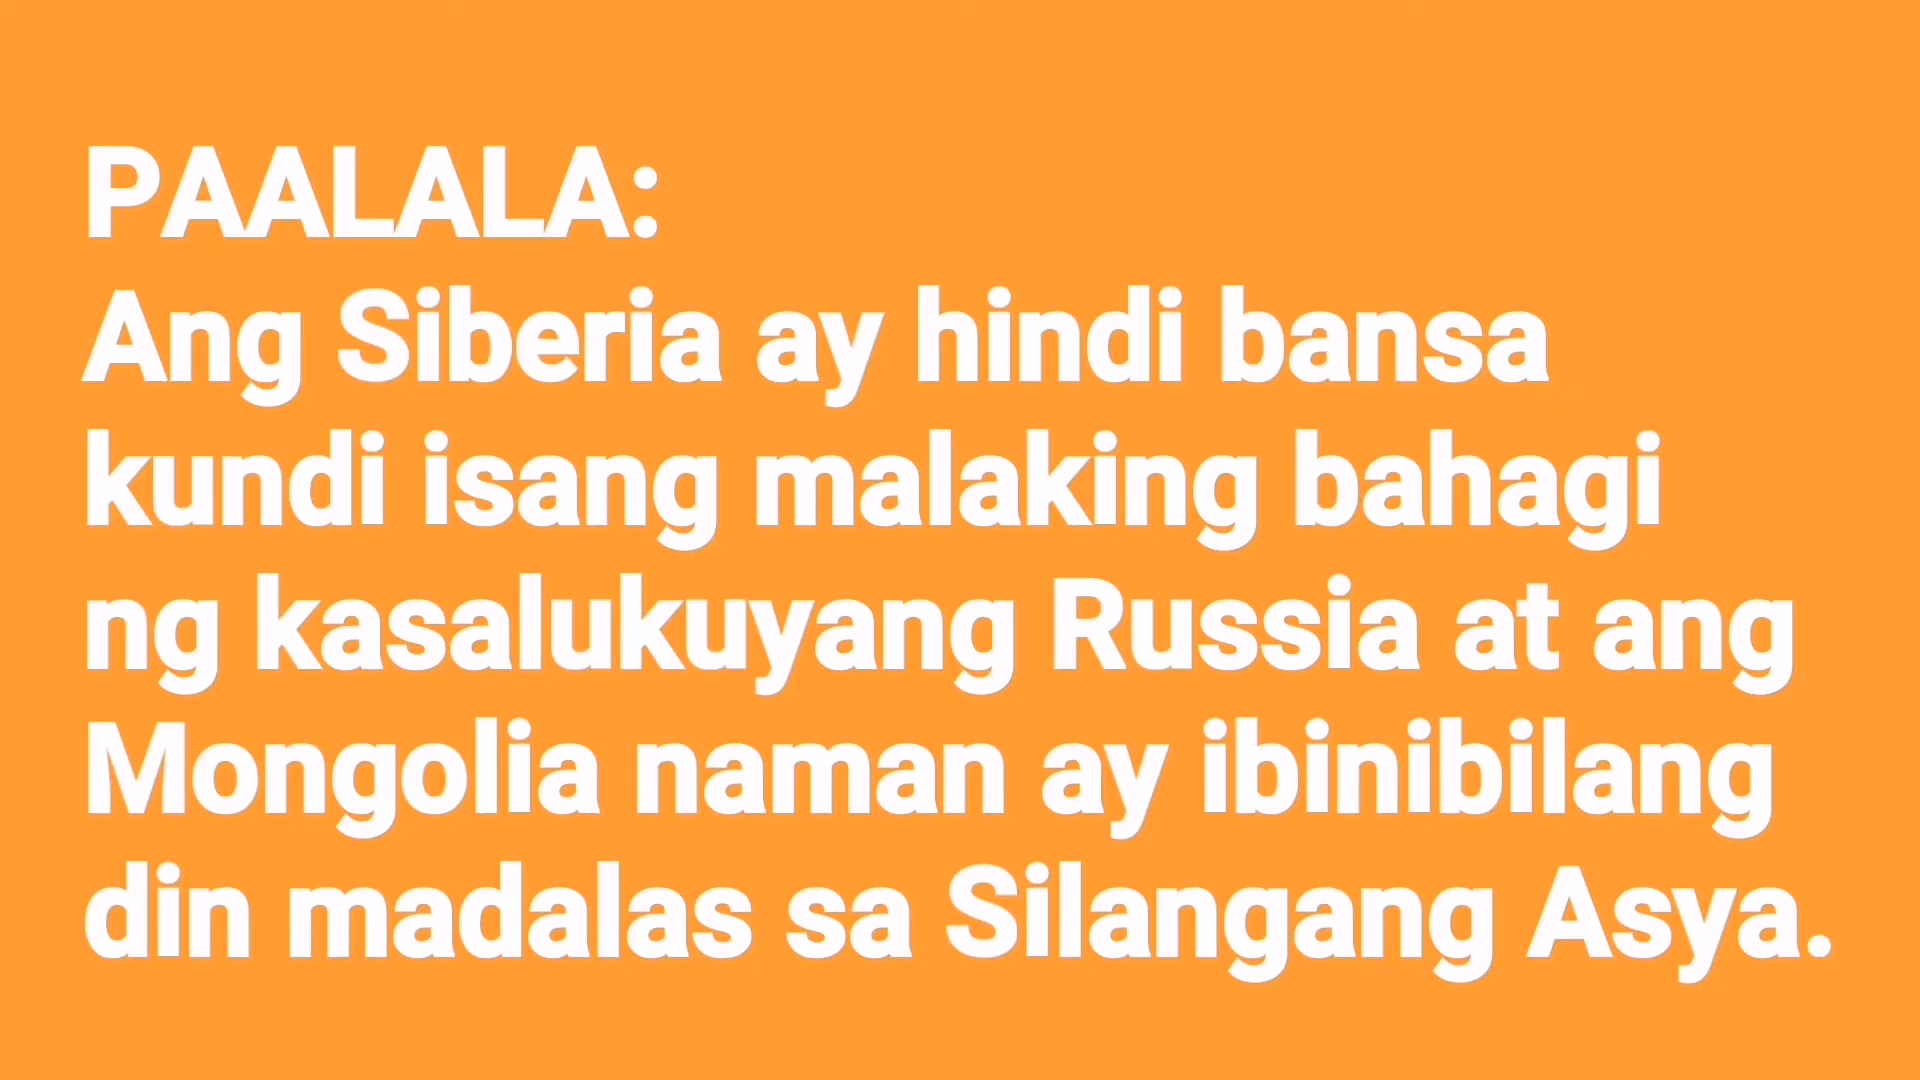 PAALALA:
Ang Siberia ay hindi bansa
kundi isang malaking bahagi
ng kasalukuyang Russia at ang
Mongolia naman ay ibinibilang
din madalas sa Silangang Asya.